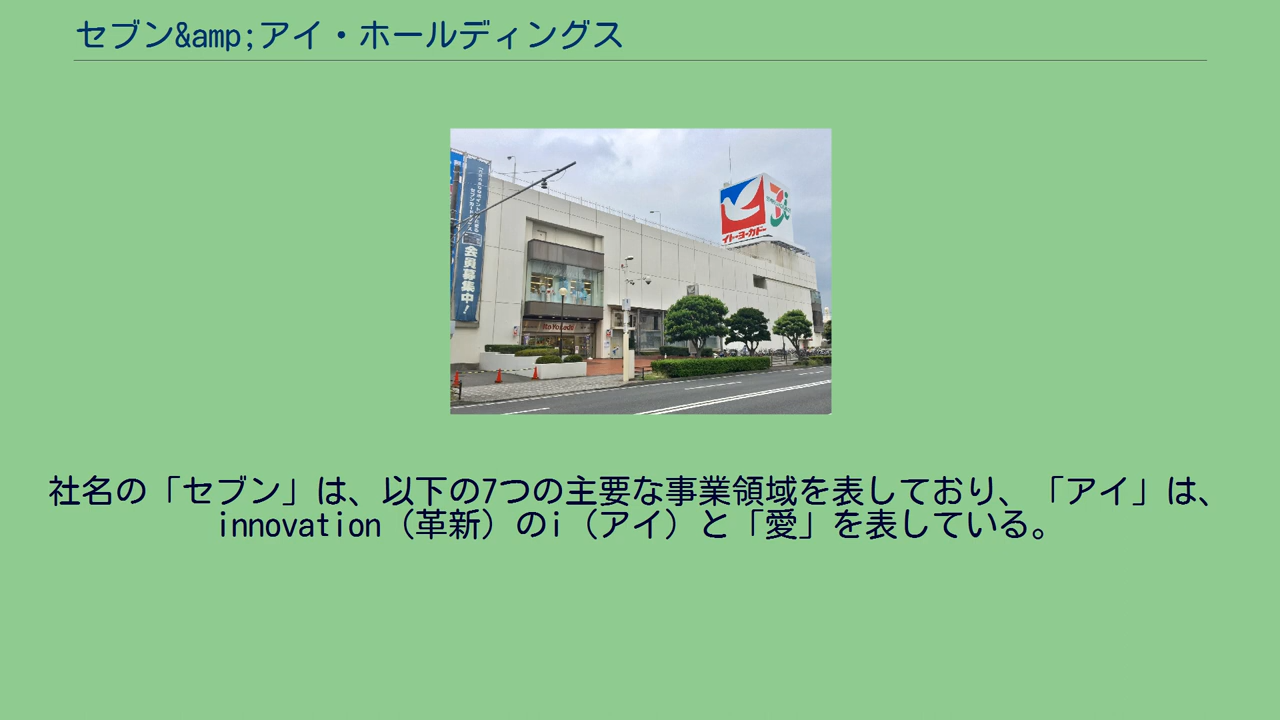 セブン&amp;アイ・ホールディングス
イトーヨーカドー
会員募集中!
Ito Yokado
社名の「セブン」は、以下の7つの主要な事業領域を表しており、「アイ」は、
innovation（革新）のi（アイ）と「愛」を表している。